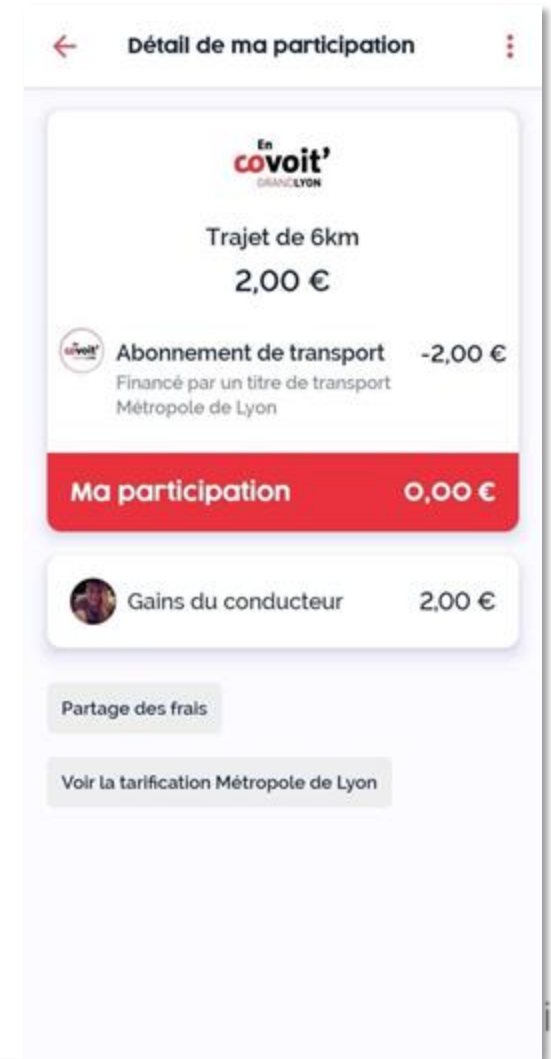 Détail de ma participation
En
covoit'
GRANDLYON
Trajet de 6km
2,00 €
covoit'
Abonnement de transport -2,00 €
Financé par un titre de transport
Métropole de Lyon
Ma participation 0,00 €
Gains du conducteur 2,00 €
Partage des frais
Voir la tarification Métropole de Lyon
i